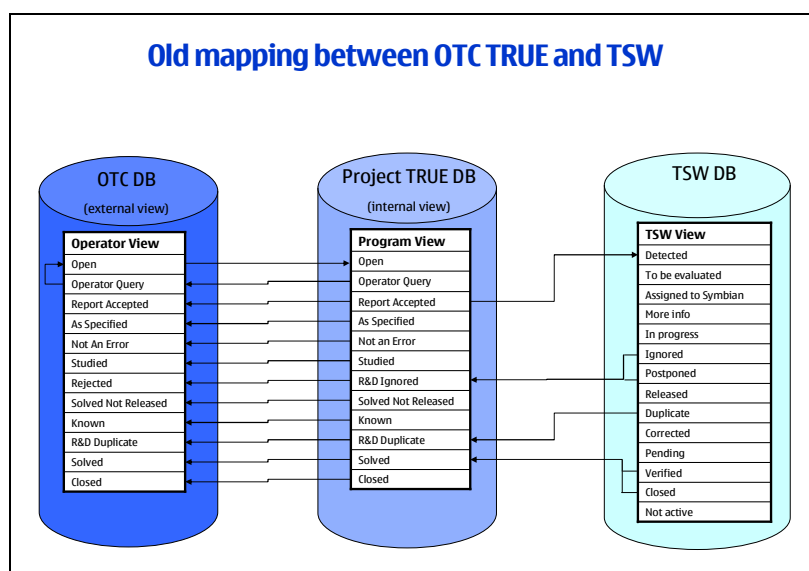 Old mapping between OTC TRUE and TSW
OTC DB
(external view)
Operator View
Open
Operator Query
Report Accepted
As Specified
Not An Error
Studied
Rejected
Solved Not Released
Known
R&D Duplicate
Solved
Closed
Project TRUE DB
(internal view)
Program View
Open
Operator Query
Report Accepted
As Specified
Not an Error
Studied
R&D Ignored
Solved Not Released
Known
R&D Duplicate
Solved
Closed
TSW DB
TSW View
Detected
To be evaluated
Assigned to Symbian
More info
In progress
Ignored
Postponed
Released
Duplicate
Corrected
Pending
Verified
Closed
Not active